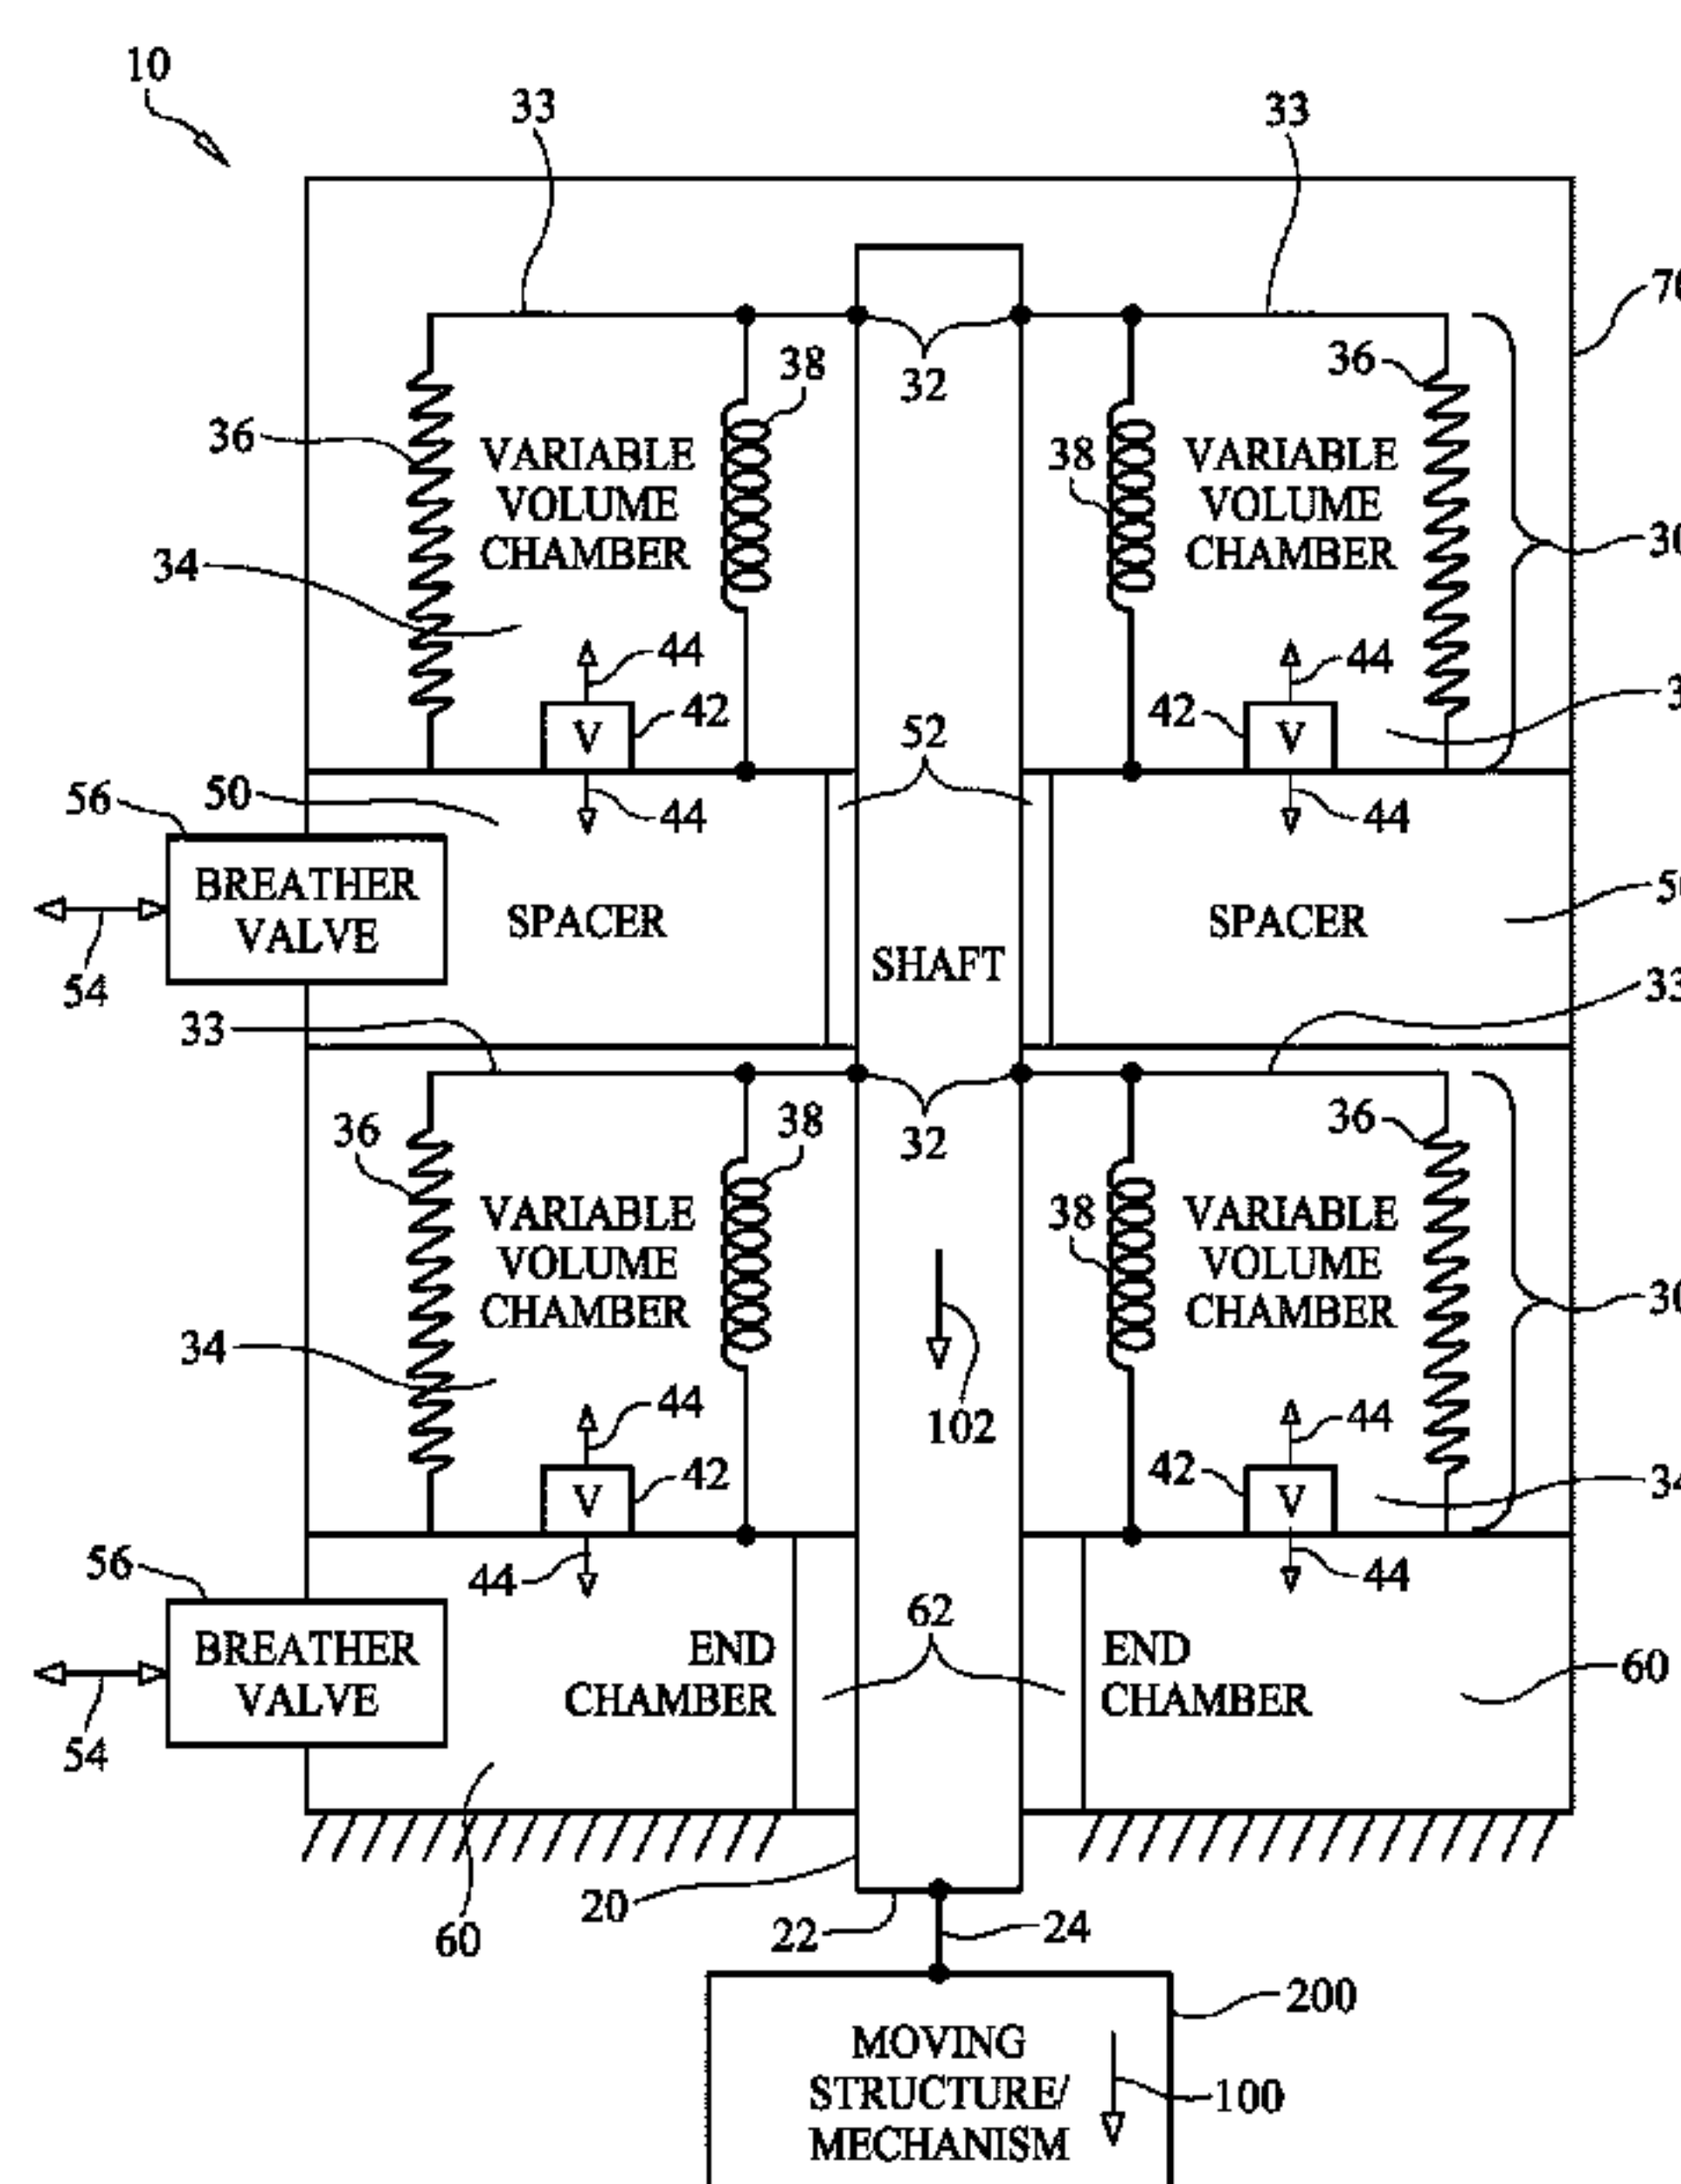 10
33
33
70
32
36
38
36
38
VARIABLE
VOLUME
CHAMBER
VARIABLE
VOLUME
CHAMBER
30
34
44
44
42
V
42
V
52
56
50
44
44
BREATHER
VALVE
SPACER
SPACER
SHAFT
54
33
33
32
36
38
36
38
VARIABLE
VOLUME
CHAMBER
VARIABLE
VOLUME
CHAMBER
30
34
44
102
44
42
V
42
V
34
56
44
44
62
BREATHER
VALVE
END
CHAMBER
END
CHAMBER
60
54
20
60
22
24
200
MOVING
STRUCTURE/
MECHANISM
100